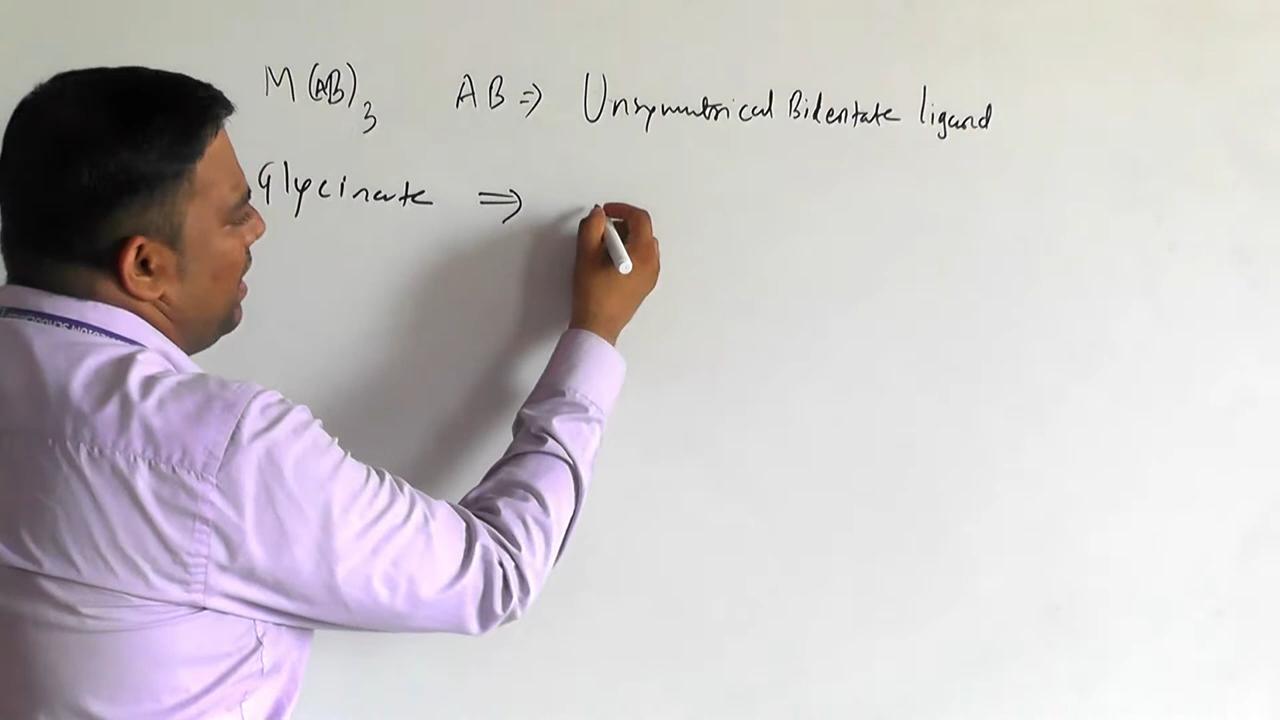 M(AB)3 AB ⇒ Unsymmetrical Bidentate ligand
Glycinate ⇒